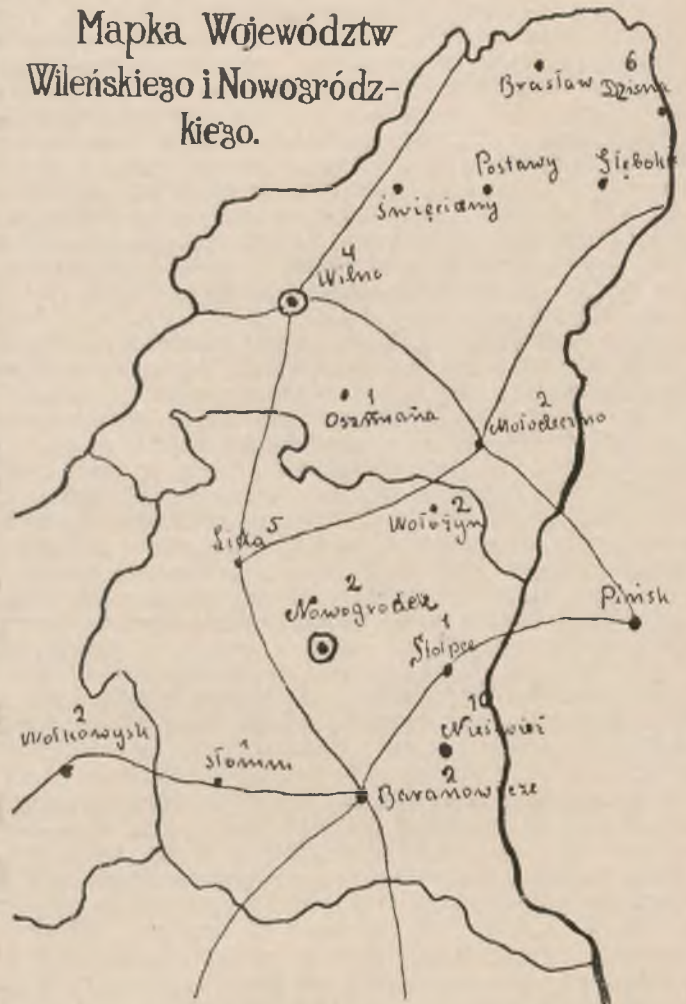 Mapka Województw
Wileńskiego i Nowogródz-
kiego.
6
Brasław Dzisna
Postawy Głębokie
Święciany
4
Wilno
1
Oszmiana
2
Mołodeczno
2
Wołożyn
Lida 5
2
Nowogródek
Pińsk
1
Stołpce
10
Nieśwież
2
Wołkowysk
1
Słonim
2
Baranowicze